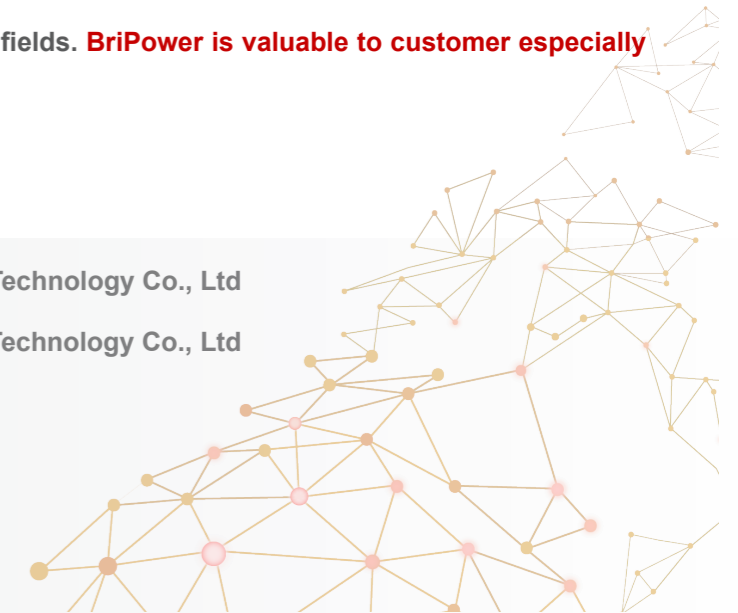 fields. BriPower is valuable to customer especially
Technology Co., Ltd
Technology Co., Ltd